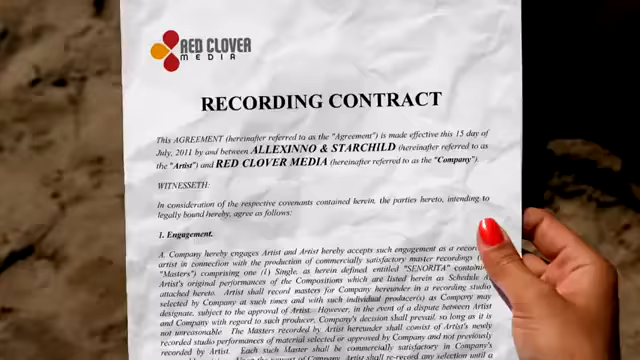 RED CLOVER
MEDIA
RECORDING CONTRACT
This AGREEMENT (hereinafter referred to as the "Agreement") is made effective this 15 day of
July, 2011 by and between ALLEXINNO & STARCHILD (hereinafter referred to as
the "Artist") and RED CLOVER MEDIA (hereinafter referred to as the "Company").
WITNESSETH:
In consideration of the respective covenants contained herein, the parties hereto, intending to
legally bound hereby, agree as follows:
1. Engagement.
A. Company hereby engages Artist and Artist hereby accepts such engagement as a record
artist in connection with the production of commercially satisfactory master recordings
"Masters") comprising one (1) Single, as herein defined entitled "SENORITA" contain
Artist's original performances of the Compositions which are listed herein as Schedule A
attached hereto. Artist shall record masters for Company hereunder in a recording studio
selected by Company at such times and with such individual producer(s) as Company may
designate, subject to the approval of Artist. However, in the event of a dispute between Artist
and Company with regard to such producer, Company's decision shall prevail, so long as it is
not unreasonable. The Masters recorded by Artist hereunder shall consist of Artist's newly
recorded studio performances of material selected or approved by Company and not previously
recorded by Artist. Each such Master shall be commercially satisfactory in Company's
of Company, Artist shall re-record any selection until a